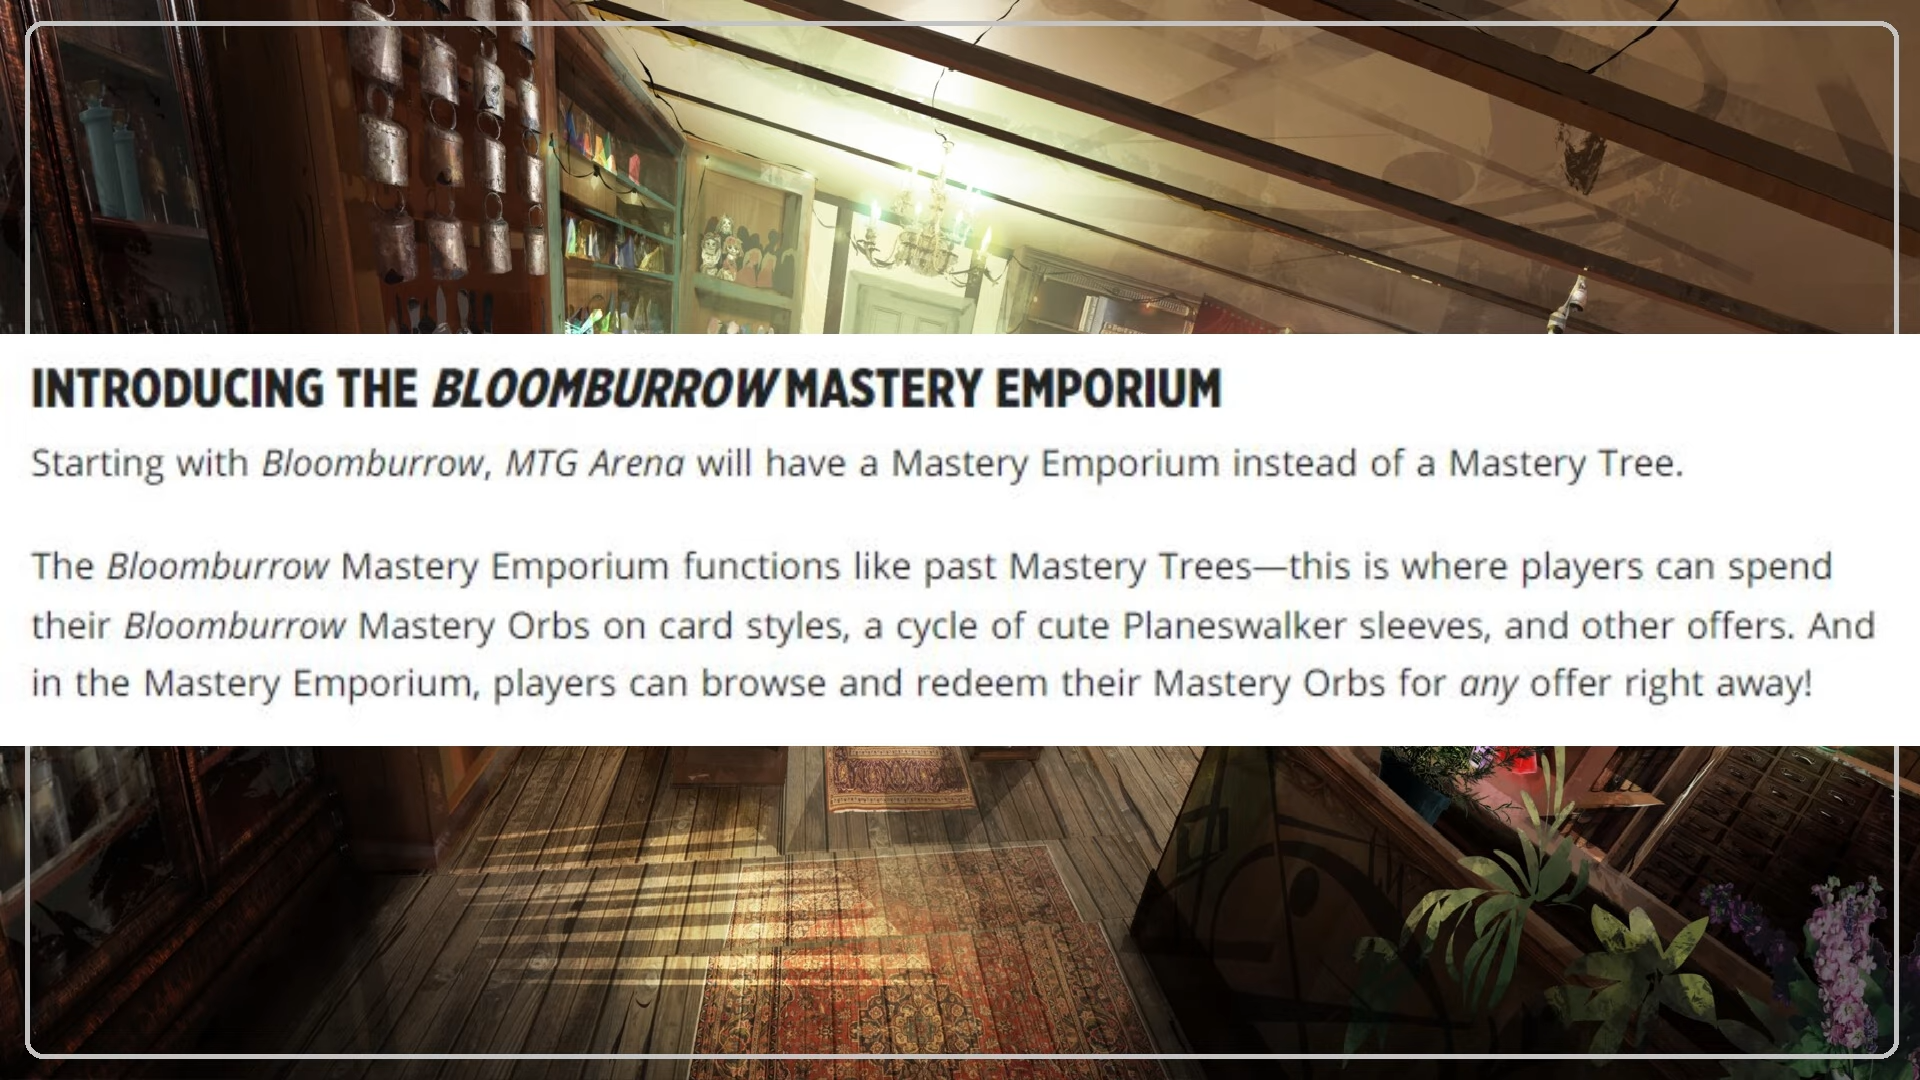 INTRODUCING THE BLOOMBURROW MASTERY EMPORIUM
Starting with Bloomburrow, MTG Arena will have a Mastery Emporium instead of a Mastery Tree.
The Bloomburrow Mastery Emporium functions like past Mastery Trees—this is where players can spend
their Bloomburrow Mastery Orbs on card styles, a cycle of cute Planeswalker sleeves, and other offers. And
in the Mastery Emporium, players can browse and redeem their Mastery Orbs for any offer right away!